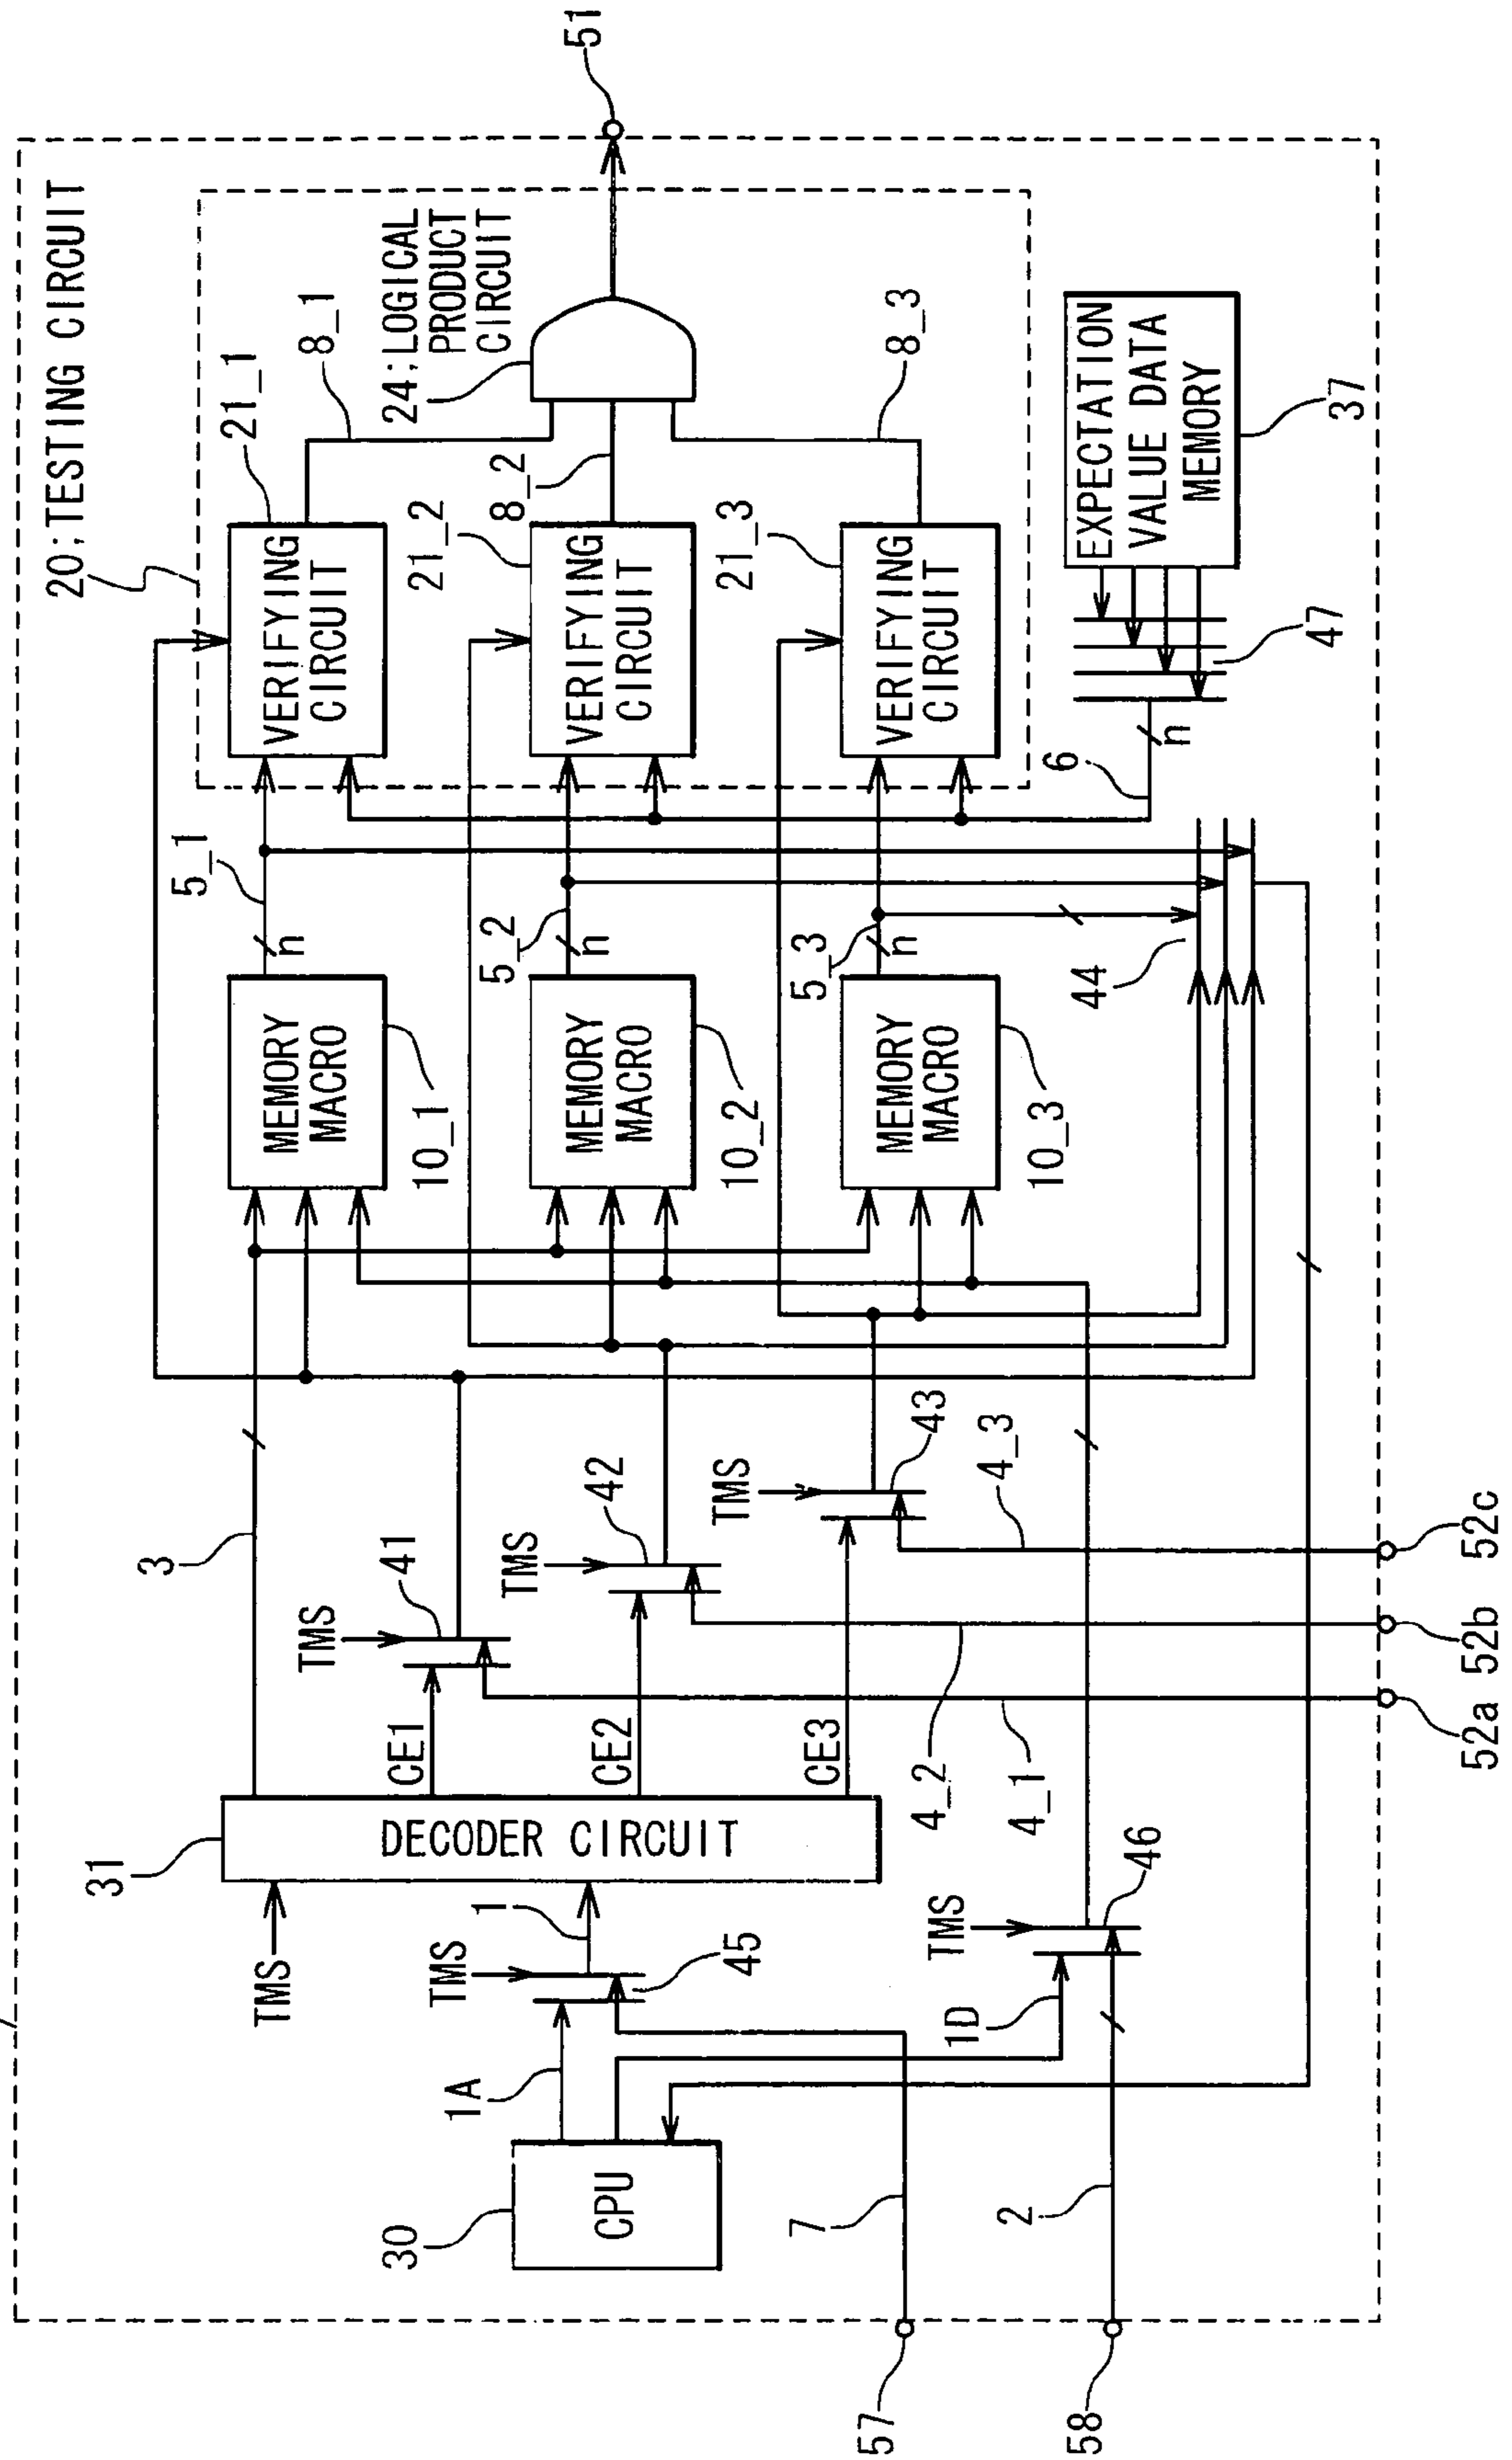 20;TESTING CIRCUIT
21_1
8_1
24;LOGICAL
PRODUCT
CIRCUIT
51
VERIFYING
CIRCUIT
21_2
8_2
VERIFYING
CIRCUIT
21_3
8_3
VERIFYING
CIRCUIT
EXPECTATION
VALUE DATA
MEMORY
37
47
6
n
5_1
n
MEMORY
MACRO
10_1
5_2
n
MEMORY
MACRO
10_2
5_3
n
MEMORY
MACRO
10_3
44
3
TMS
41
TMS
42
TMS
43
4_3
CE1
CE2
CE3
4_2
4_1
52a
52b
52c
31
DECODER CIRCUIT
TMS
1
TMS
45
TMS
46
1A
1D
30
CPU
7
2
57
58